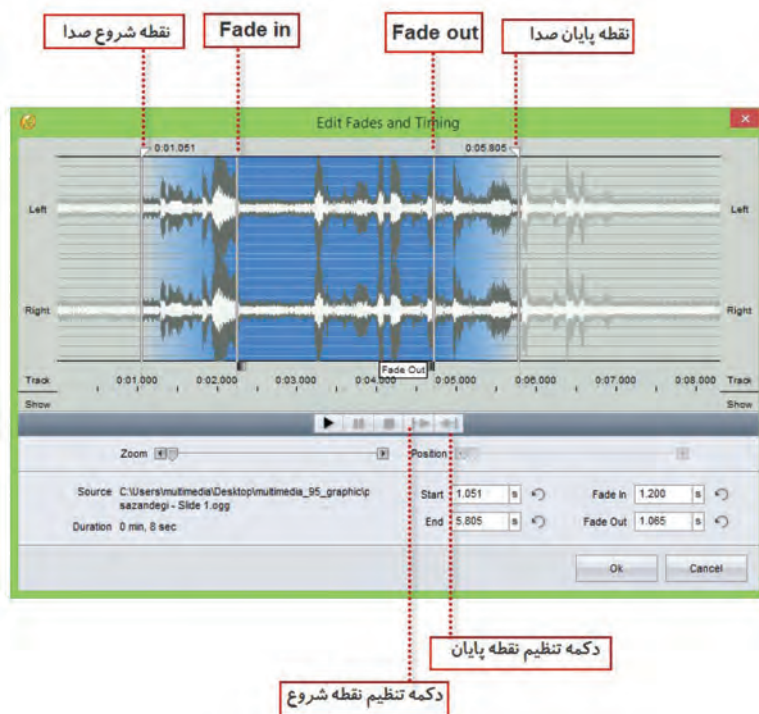 نقطه شروع صدا
Fade in
Fade out
نقطه پایان صدا
Edit Fades and Timing
0:01.051
0:05.805
Left
Left
Right
Right
Fade Out
Track
0:01.000 0:02.000 0:03.000 0:04.000 0:05.000 0:06.000 0:07.000 0:08.000
Track
Show
Show
Zoom
Position
Source C:\Users\multimedia\Desktop\multimedia_95_graphic\p
sazandegi - Slide 1.ogg
Duration 0 min, 8 sec
Start 1.051 s
Fade In 1.200 s
End 5.805 s
Fade Out 1.065 s
Ok
Cancel
دکمه تنظیم نقطه پایان
دکمه تنظیم نقطه شروع